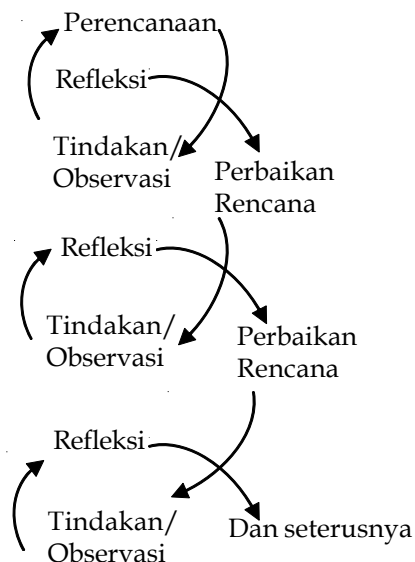 Perencanaan
Refleksi
Tindakan/
Observasi
Perbaikan
Rencana
Refleksi
Tindakan/
Observasi
Perbaikan
Rencana
Refleksi
Tindakan/
Observasi
Dan seterusnya